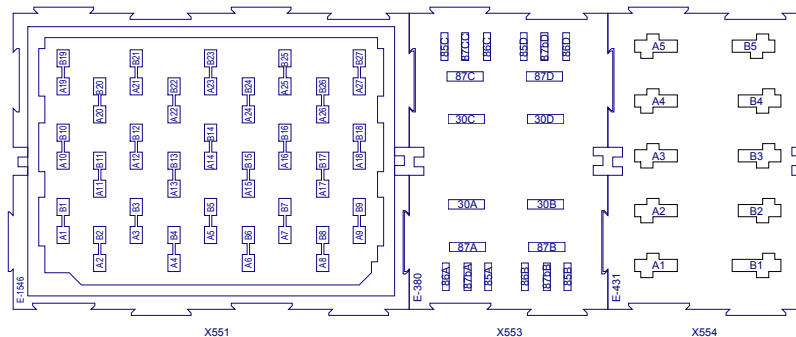 B19 B21 B23 B25 B27
A19 A21 A23 A25 A27
B20 B22 B24 B26
A20 A22 A24 A26
B10 B12 B14 B16 B18
A10 A12 A14 A16 A18
B11 B13 B15 B17
A11 A13 A15 A17
B1 B3 B5 B7 B9
A1 A3 A5 A7 A9
B2 B4 B6 B8
A2 A4 A6 A8
E-1546
X551
85C 87CC 86C 85D 87bD 86D
87C 87D
30C 30D
30A 30B
87A 87B
86A 87bA 85A 86B 87bB 85B
E-380
X553
A5 B5
A4 B4
A3 B3
A2 B2
A1 B1
E-431
X554